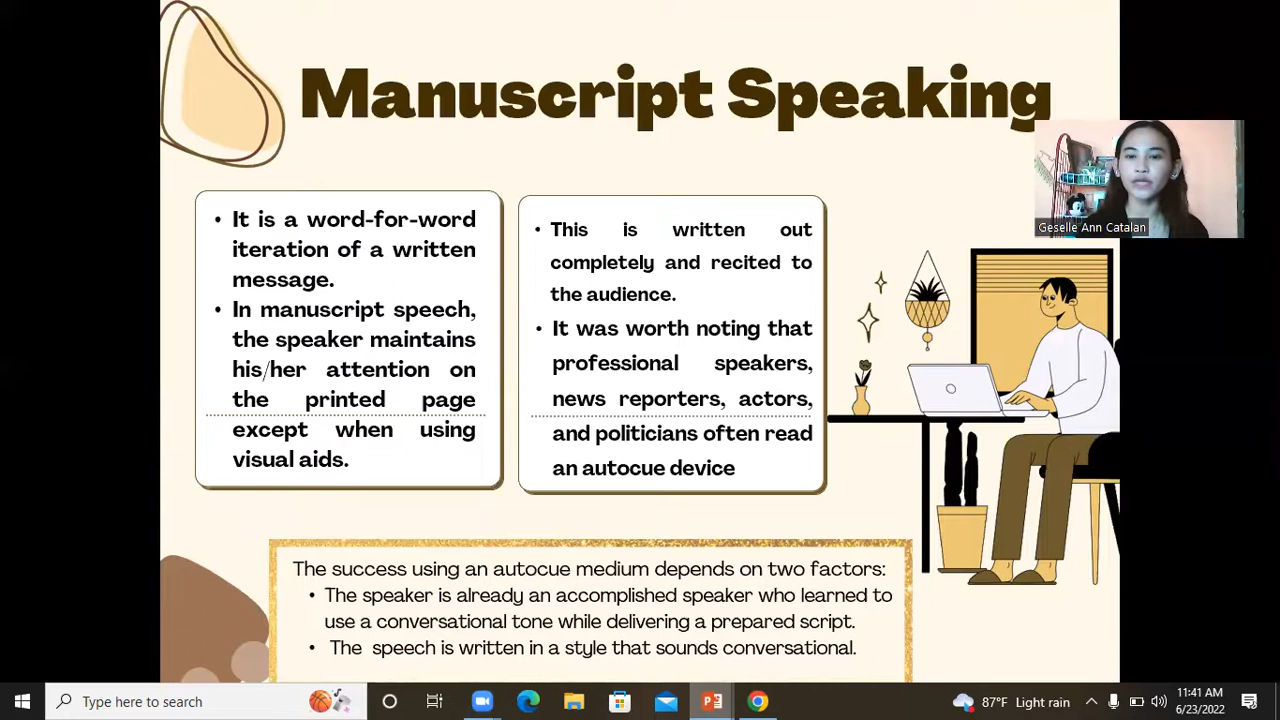 Manuscript Speaking
• It is a word-for-word
iteration of a written
message.
• In manuscript speech,
the speaker maintains
his/her attention on
the printed page
except when using
visual aids.
• This is written out
completely and recited to
the audience.
• It was worth noting that
professional speakers,
news reporters, actors,
and politicians often read
an autocue device
Geselle Ann Catalan
The success using an autocue medium depends on two factors:
• The speaker is already an accomplished speaker who learned to
use a conversational tone while delivering a prepared script.
• The speech is written in a style that sounds conversational.
Type here to search
87°F Light rain
11:41 AM
6/23/2022